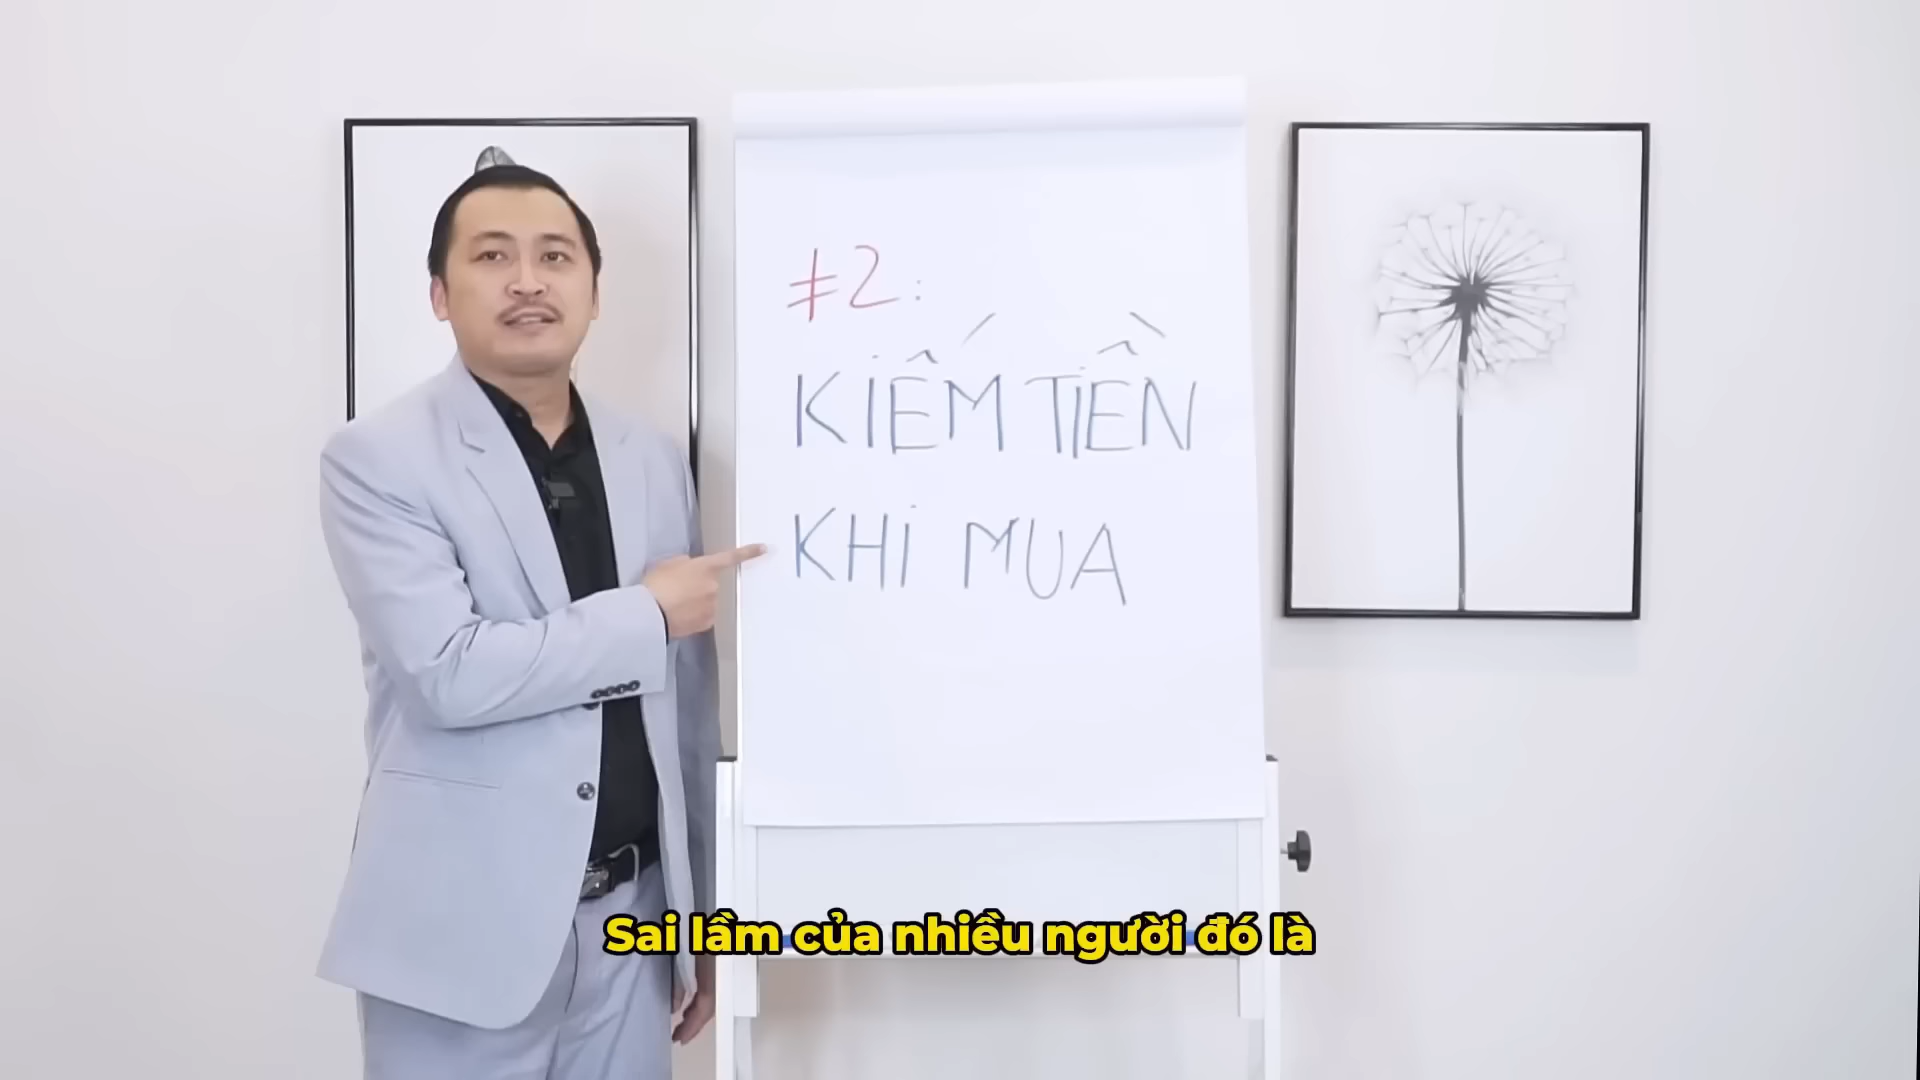 #2:
KIẾM TIỀN
KHI MUA
Sai lầm của nhiều người đó là